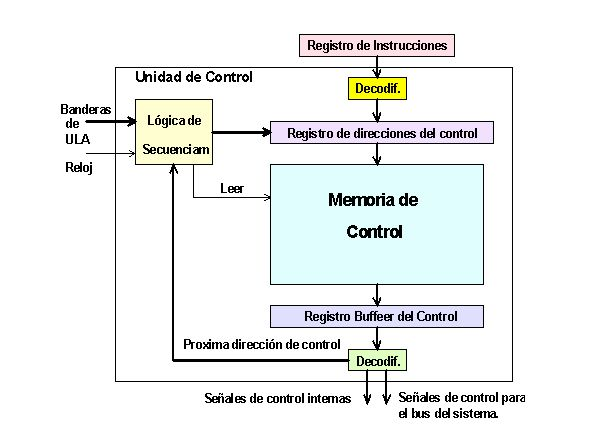 Registro de Instrucciones
Unidad de Control
Decodif.
Banderas
de
ULA
Reloj
Lógica de
Secuenciam
Registro de direcciones del control
Leer
Memoria de
Control
Registro Buffeer del Control
Proxima dirección de control
Decodif.
Señales de control internas
Señales de control para
el bus del sistema.